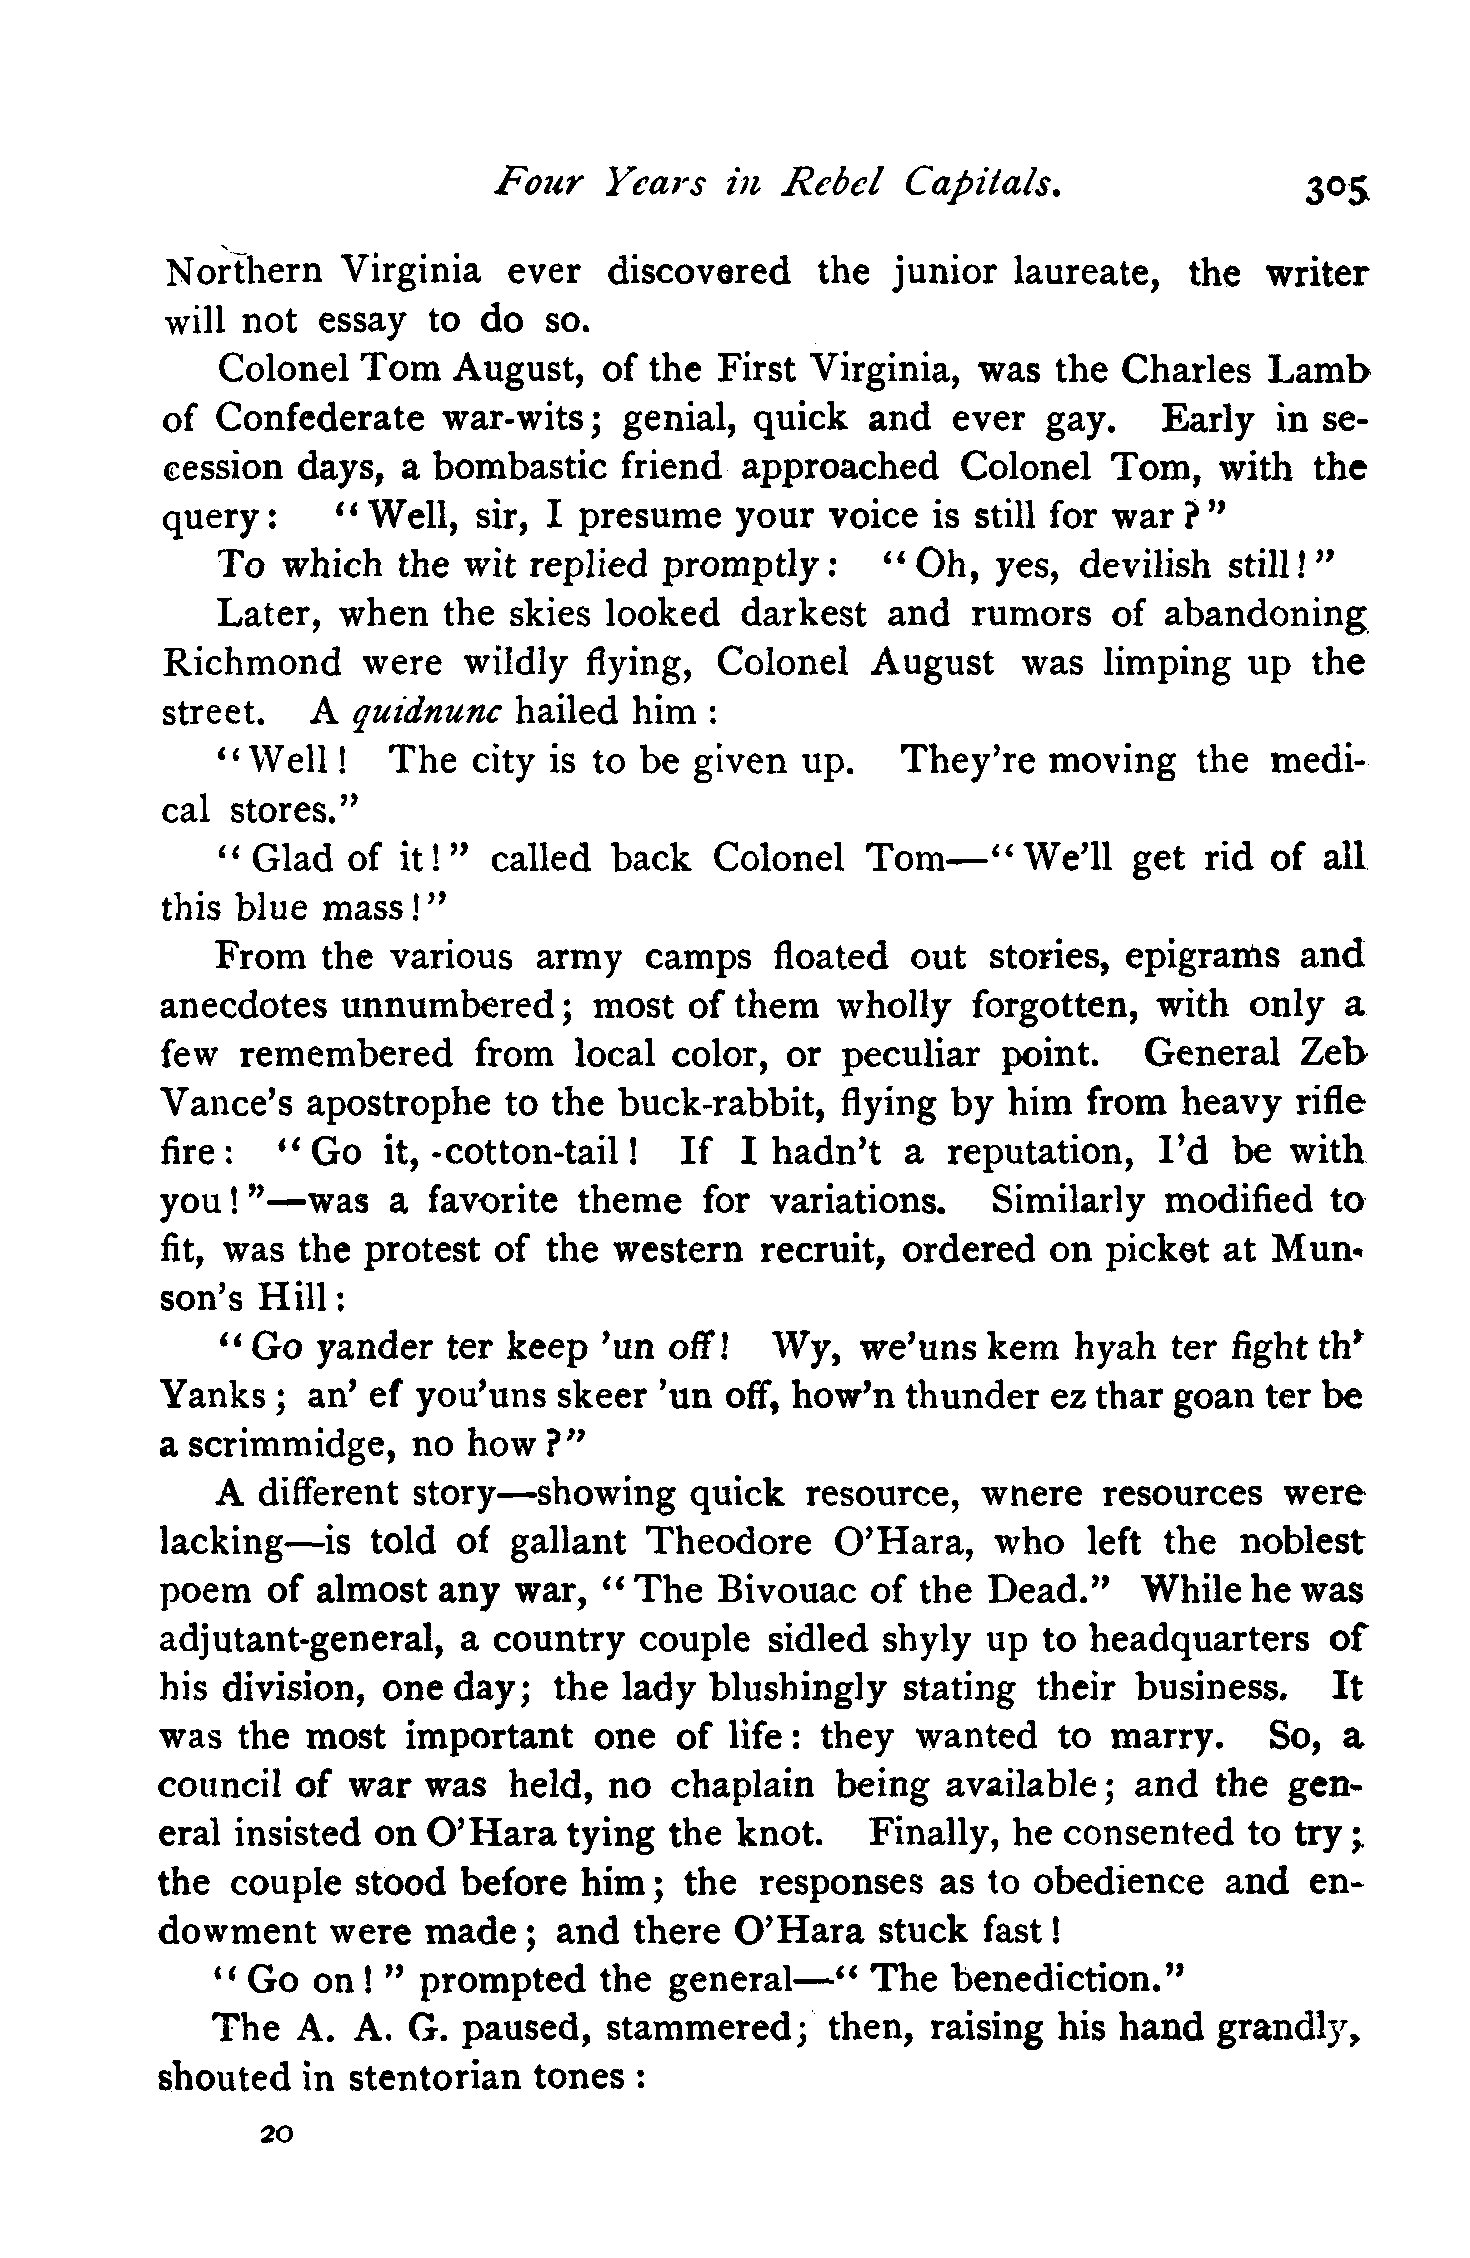 Four Years in Rebel Capitals. 305
Northern Virginia ever discovered the junior laureate, the writer
will not essay to do so.
Colonel Tom August, of the First Virginia, was the Charles Lamb
of Confederate war-wits; genial, quick and ever gay. Early in se-
cession days, a bombastic friend approached Colonel Tom, with the
query: "Well, sir, I presume your voice is still for war?"
To which the wit replied promptly: "Oh, yes, devilish still!"
Later, when the skies looked darkest and rumors of abandoning
Richmond were wildly flying, Colonel August was limping up the
street. A quidnunc hailed him:
"Well! The city is to be given up. They're moving the medi-
cal stores."
"Glad of it!" called back Colonel Tom—"We'll get rid of all
this blue mass!"
From the various army camps floated out stories, epigrams and
anecdotes unnumbered; most of them wholly forgotten, with only a
few remembered from local color, or peculiar point. General Zeb
Vance's apostrophe to the buck-rabbit, flying by him from heavy rifle
fire: "Go it, -cotton-tail! If I hadn't a reputation, I'd be with
you!"—was a favorite theme for variations. Similarly modified to
fit, was the protest of the western recruit, ordered on picket at Mun-
son's Hill:
"Go yander ter keep 'un off! Wy, we'uns kem hyah ter fight th'
Yanks; an' ef you'uns skeer 'un off, how'n thunder ez thar goan ter be
a scrimmidge, no how?"
A different story—showing quick resource, wnere resources were
lacking—is told of gallant Theodore O'Hara, who left the noblest
poem of almost any war, "The Bivouac of the Dead." While he was
adjutant-general, a country couple sidled shyly up to headquarters of
his division, one day; the lady blushingly stating their business. It
was the most important one of life: they wanted to marry. So, a
council of war was held, no chaplain being available; and the gen-
eral insisted on O'Hara tying the knot. Finally, he consented to try;
the couple stood before him; the responses as to obedience and en-
dowment were made; and there O'Hara stuck fast!
"Go on!" prompted the general—"The benediction."
The A. A. G. paused, stammered; then, raising his hand grandly,
shouted in stentorian tones:
20